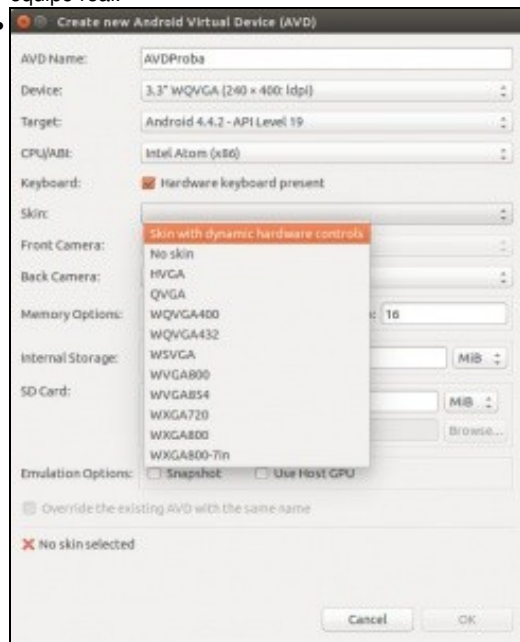 equipo real.
Create new Android Virtual Device (AVD)
AVD Name: AVDProba
Device: 3.3" WQVGA (240 × 400: ldpi)
Target: Android 4.4.2 - API Level 19
CPU/ABI: Intel Atom (x86)
Keyboard: Hardware keyboard present
Skin:
Skin with dynamic hardware controls
Front Camera:
No skin
HVGA
Back Camera:
QVGA
WQVGA400
Memory Options: 16
WQVGA432
WSVGA
Internal Storage: MiB
WVGA800
WVGA854
SD Card: MiB
WXGA720
WXGA800
Browse...
WXGA800-7in
Emulation Options: Snapshot Use Host GPU
Override the existing AVD with the same name
No skin selected
Cancel OK